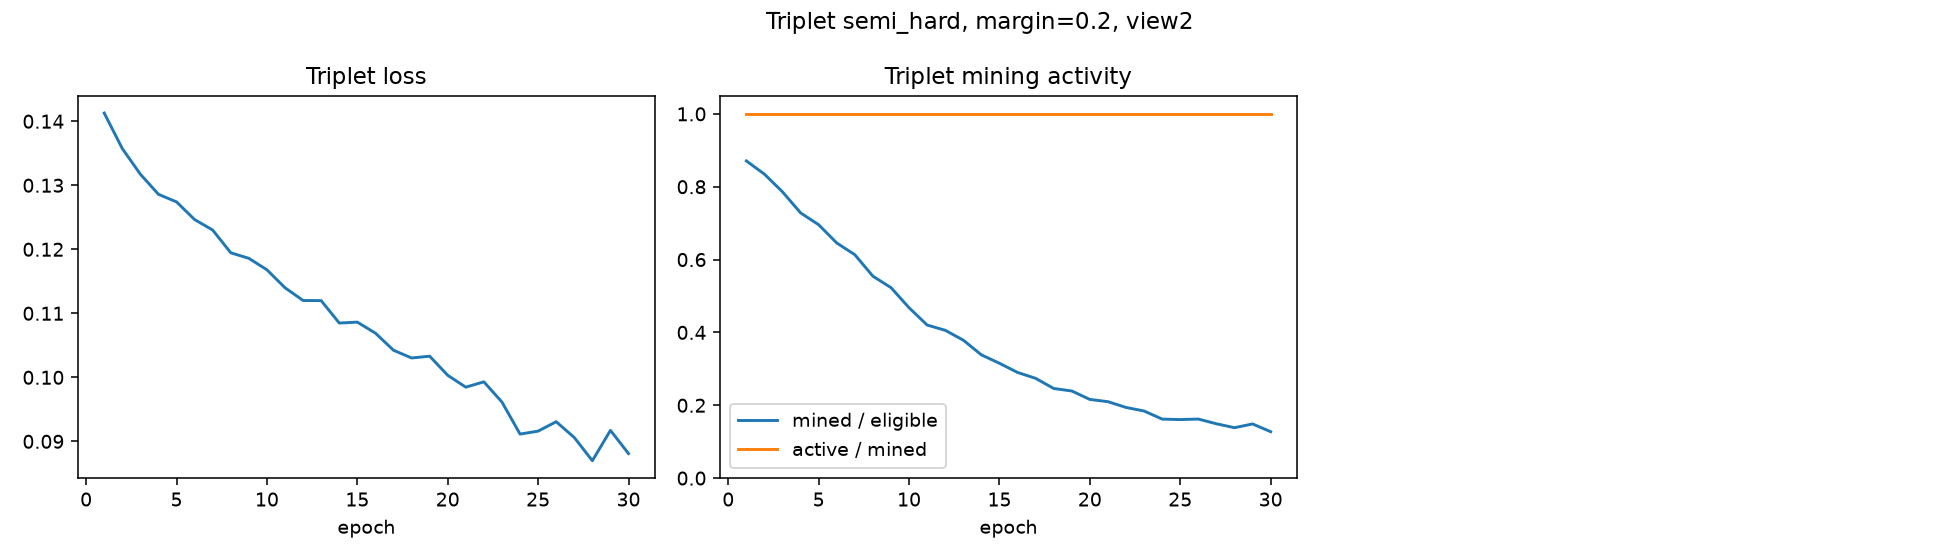 Triplet semi_hard, margin=0.2, view2
Triplet loss
0.14
0.13
0.12
0.11
0.10
0.09
0 5 10 15 20 25 30
epoch
Triplet mining activity
1.0
0.8
0.6
0.4
0.2
0.0
mined / eligible
active / mined
0 5 10 15 20 25 30
epoch